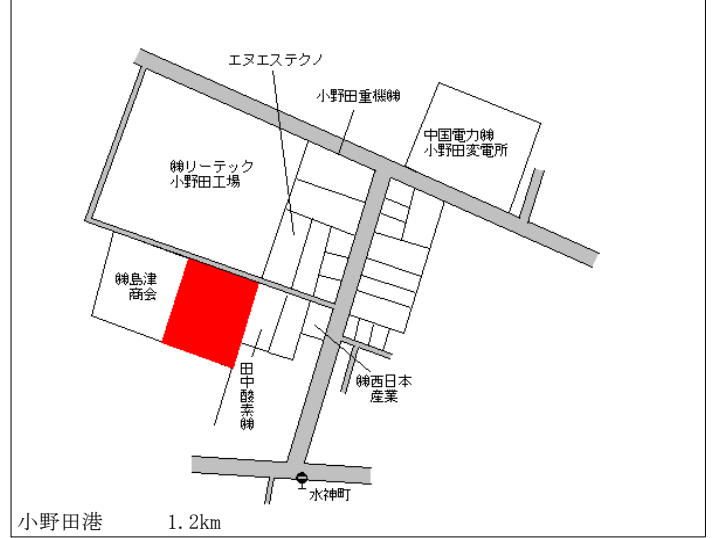 エヌエステクノ
小野田重機㈱
中国電力㈱
小野田変電所
㈱リーテック
小野田工場
㈱島津
商会
田中酸素㈱
㈱西日本
産業
水神町
小野田港 1.2km